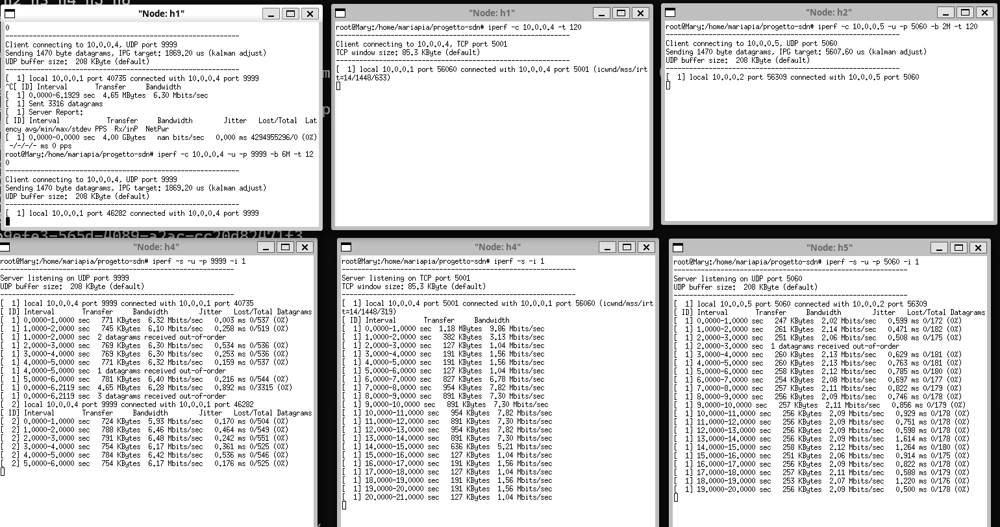 "Node: h1"
0
------------------------------------------------------------
Client connecting to 10.0.0.4, UDP port 9999
Sending 1470 byte datagrams, IPG target: 1869.20 us (kalman adjust)
UDP buffer size:  208 KByte (default)
------------------------------------------------------------
[  1] local 10.0.0.1 port 40735 connected with 10.0.0.4 port 9999
^C[ ID] Interval       Transfer     Bandwidth
[  1] 0.0000-6.1929 sec  4.65 MBytes  6.30 Mbits/sec
[  1] Sent 3316 datagrams
[  1] Server Report:
[ ID] Interval            Transfer     Bandwidth        Jitter   Lost/Total  Lat
ency avg/min/max/stdev PPS  Rx/inP  NetPwr
[  1] 0.0000-0.0000 sec  4.00 GBytes   nan bits/sec   0.000 ms 4294955296/0 (0%)
 -/-/-/- ms 0 pps
root@Mary:/home/mariapia/progetto-sdn# iperf -c 10.0.0.4 -u -p 9999 -b 6M -t 12
0
------------------------------------------------------------
Client connecting to 10.0.0.4, UDP port 9999
Sending 1470 byte datagrams, IPG target: 1869.20 us (kalman adjust)
UDP buffer size:  208 KByte (default)
------------------------------------------------------------
[  1] local 10.0.0.1 port 46282 connected with 10.0.0.4 port 9999
"Node: h1"
root@Mary:/home/mariapia/progetto-sdn# iperf -c 10.0.0.4 -t 120
------------------------------------------------------------
Client connecting to 10.0.0.4, TCP port 5001
TCP window size: 85.3 KByte (default)
------------------------------------------------------------
[  1] local 10.0.0.1 port 56060 connected with 10.0.0.4 port 5001 (icwnd/mss/irt
t=14/1448/633)
"Node: h2"
root@Mary:/home/mariapia/progetto-sdn# iperf -c 10.0.0.5 -u -p 5060 -b 2M -t 120
------------------------------------------------------------
Client connecting to 10.0.0.5, UDP port 5060
Sending 1470 byte datagrams, IPG target: 5607.60 us (kalman adjust)
UDP buffer size:  208 KByte (default)
------------------------------------------------------------
[  1] local 10.0.0.2 port 56309 connected with 10.0.0.5 port 5060
"Node: h4"
root@Mary:/home/mariapia/progetto-sdn# iperf -s -u -p 9999 -i 1
------------------------------------------------------------
Server listening on UDP port 9999
UDP buffer size:  208 KByte (default)
------------------------------------------------------------
[  1] local 10.0.0.4 port 9999 connected with 10.0.0.1 port 40735
[ ID] Interval       Transfer     Bandwidth        Jitter   Lost/Total Datagrams
[  1] 0.0000-1.0000 sec   771 KBytes  6.32 Mbits/sec   0.003 ms 0/537 (0%)
[  1] 1.0000-2.0000 sec   745 KBytes  6.10 Mbits/sec   0.258 ms 0/519 (0%)
[  1] 1.0000-2.0000 sec  2 datagrams received out-of-order
[  1] 2.0000-3.0000 sec   769 KBytes  6.30 Mbits/sec   0.534 ms 0/536 (0%)
[  1] 3.0000-4.0000 sec   769 KBytes  6.30 Mbits/sec   0.253 ms 0/536 (0%)
[  1] 4.0000-5.0000 sec   771 KBytes  6.32 Mbits/sec   0.159 ms 0/537 (0%)
[  1] 4.0000-5.0000 sec  1 datagrams received out-of-order
[  1] 5.0000-6.0000 sec   781 KBytes  6.40 Mbits/sec   0.216 ms 0/544 (0%)
[  1] 0.0000-6.2119 sec  4.65 MBytes  6.28 Mbits/sec   0.892 ms 0/3315 (0%)
[  1] 0.0000-6.2119 sec  3 datagrams received out-of-order
[  2] local 10.0.0.4 port 9999 connected with 10.0.0.1 port 46282
[ ID] Interval       Transfer     Bandwidth        Jitter   Lost/Total Datagrams
[  2] 0.0000-1.0000 sec   724 KBytes  5.93 Mbits/sec   0.170 ms 0/504 (0%)
[  2] 1.0000-2.0000 sec   788 KBytes  6.46 Mbits/sec   0.464 ms 0/549 (0%)
[  2] 2.0000-3.0000 sec   791 KBytes  6.48 Mbits/sec   0.242 ms 0/551 (0%)
[  2] 3.0000-4.0000 sec   754 KBytes  6.17 Mbits/sec   0.361 ms 0/525 (0%)
[  2] 4.0000-5.0000 sec   784 KBytes  6.42 Mbits/sec   0.536 ms 0/546 (0%)
[  2] 5.0000-6.0000 sec   754 KBytes  6.17 Mbits/sec   0.176 ms 0/525 (0%)
"Node: h4"
root@Mary:/home/mariapia/progetto-sdn# iperf -s -i 1
------------------------------------------------------------
Server listening on TCP port 5001
TCP window size: 85.3 KByte (default)
------------------------------------------------------------
[  1] local 10.0.0.4 port 5001 connected with 10.0.0.1 port 56060 (icwnd/mss/irt
t=14/1448/319)
[ ID] Interval       Transfer     Bandwidth
[  1] 0.0000-1.0000 sec  1.18 MBytes  9.86 Mbits/sec
[  1] 1.0000-2.0000 sec   382 KBytes  3.13 Mbits/sec
[  1] 2.0000-3.0000 sec   127 KBytes  1.04 Mbits/sec
[  1] 3.0000-4.0000 sec   191 KBytes  1.56 Mbits/sec
[  1] 4.0000-5.0000 sec   191 KBytes  1.56 Mbits/sec
[  1] 5.0000-6.0000 sec   127 KBytes  1.04 Mbits/sec
[  1] 6.0000-7.0000 sec   827 KBytes  6.78 Mbits/sec
[  1] 7.0000-8.0000 sec   954 KBytes  7.82 Mbits/sec
[  1] 8.0000-9.0000 sec   891 KBytes  7.30 Mbits/sec
[  1] 9.0000-10.0000 sec   891 KBytes  7.30 Mbits/sec
[  1] 10.0000-11.0000 sec   954 KBytes  7.82 Mbits/sec
[  1] 11.0000-12.0000 sec   891 KBytes  7.30 Mbits/sec
[  1] 12.0000-13.0000 sec   954 KBytes  7.82 Mbits/sec
[  1] 13.0000-14.0000 sec   891 KBytes  7.30 Mbits/sec
[  1] 14.0000-15.0000 sec   636 KBytes  5.21 Mbits/sec
[  1] 15.0000-16.0000 sec   127 KBytes  1.04 Mbits/sec
[  1] 16.0000-17.0000 sec   191 KBytes  1.56 Mbits/sec
[  1] 17.0000-18.0000 sec   127 KBytes  1.04 Mbits/sec
[  1] 18.0000-19.0000 sec   191 KBytes  1.56 Mbits/sec
[  1] 19.0000-20.0000 sec   191 KBytes  1.56 Mbits/sec
[  1] 20.0000-21.0000 sec   127 KBytes  1.04 Mbits/sec
"Node: h5"
root@Mary:/home/mariapia/progetto-sdn# iperf -s -u -p 5060 -i 1
------------------------------------------------------------
Server listening on UDP port 5060
UDP buffer size:  208 KByte (default)
------------------------------------------------------------
[  1] local 10.0.0.5 port 5060 connected with 10.0.0.2 port 56309
[ ID] Interval       Transfer     Bandwidth        Jitter   Lost/Total Datagrams
[  1] 0.0000-1.0000 sec   247 KBytes  2.02 Mbits/sec   0.599 ms 0/172 (0%)
[  1] 1.0000-2.0000 sec   261 KBytes  2.14 Mbits/sec   0.471 ms 0/182 (0%)
[  1] 2.0000-3.0000 sec   251 KBytes  2.06 Mbits/sec   0.508 ms 0/175 (0%)
[  1] 2.0000-3.0000 sec  1 datagrams received out-of-order
[  1] 3.0000-4.0000 sec   260 KBytes  2.13 Mbits/sec   0.629 ms 0/181 (0%)
[  1] 4.0000-5.0000 sec   260 KBytes  2.13 Mbits/sec   0.763 ms 0/181 (0%)
[  1] 5.0000-6.0000 sec   258 KBytes  2.12 Mbits/sec   0.785 ms 0/180 (0%)
[  1] 6.0000-7.0000 sec   254 KBytes  2.08 Mbits/sec   0.697 ms 0/177 (0%)
[  1] 7.0000-8.0000 sec   257 KBytes  2.11 Mbits/sec   0.822 ms 0/179 (0%)
[  1] 8.0000-9.0000 sec   256 KBytes  2.09 Mbits/sec   0.746 ms 0/178 (0%)
[  1] 9.0000-10.0000 sec   257 KBytes  2.11 Mbits/sec   0.856 ms 0/179 (0%)
[  1] 10.0000-11.0000 sec   256 KBytes  2.09 Mbits/sec   0.929 ms 0/178 (0%)
[  1] 11.0000-12.0000 sec   256 KBytes  2.09 Mbits/sec   0.751 ms 0/178 (0%)
[  1] 12.0000-13.0000 sec   256 KBytes  2.09 Mbits/sec   0.598 ms 0/178 (0%)
[  1] 13.0000-14.0000 sec   256 KBytes  2.09 Mbits/sec   1.614 ms 0/178 (0%)
[  1] 14.0000-15.0000 sec   258 KBytes  2.12 Mbits/sec   1.264 ms 0/180 (0%)
[  1] 15.0000-16.0000 sec   251 KBytes  2.06 Mbits/sec   0.914 ms 0/175 (0%)
[  1] 16.0000-17.0000 sec   256 KBytes  2.09 Mbits/sec   0.822 ms 0/178 (0%)
[  1] 17.0000-18.0000 sec   257 KBytes  2.11 Mbits/sec   0.588 ms 0/179 (0%)
[  1] 18.0000-19.0000 sec   253 KBytes  2.07 Mbits/sec   1.220 ms 0/176 (0%)
[  1] 19.0000-20.0000 sec   256 KBytes  2.09 Mbits/sec   0.500 ms 0/178 (0%)